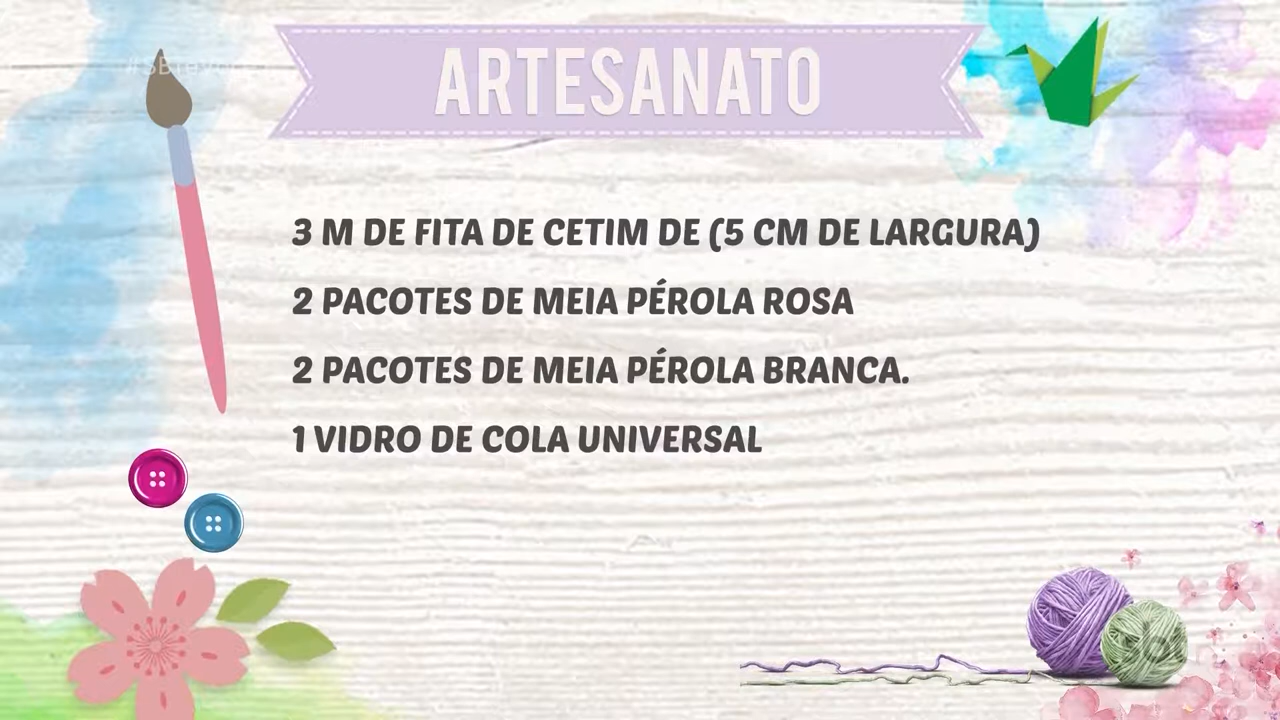 ARTESANATO
3 M DE FITA DE CETIM DE (5 CM DE LARGURA)
2 PACOTES DE MEIA PÉROLA ROSA
2 PACOTES DE MEIA PÉROLA BRANCA.
1 VIDRO DE COLA UNIVERSAL